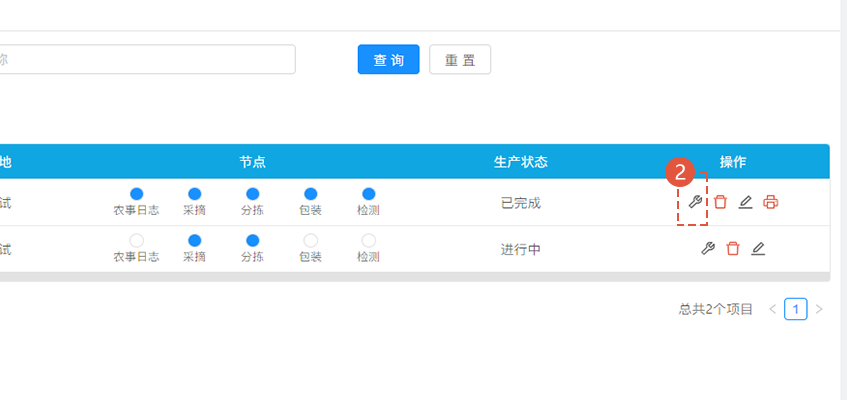 称
查 询
重 置
地
节点
生产状态
操作
2
试
农事日志
采摘
分拣
包装
检测
已完成
试
农事日志
采摘
分拣
包装
检测
进行中
总共2个项目
1